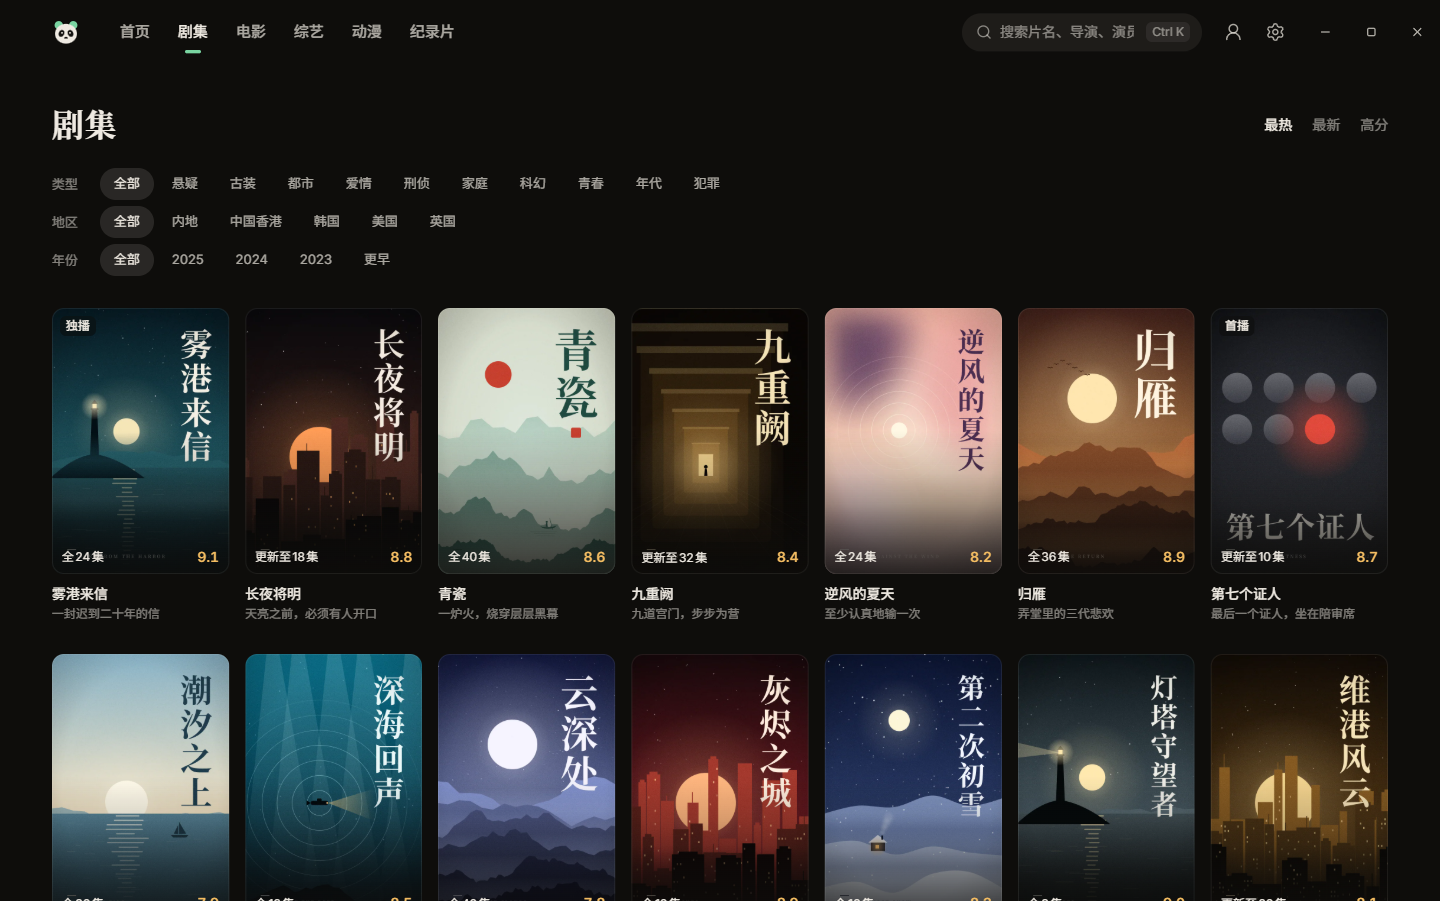 首页 剧集 电影 综艺 动漫 纪录片 搜索片名、导演、演员 Ctrl K
剧集
最热 最新 高分
类型 全部 悬疑 古装 都市 爱情 刑侦 家庭 科幻 青春 年代 犯罪
地区 全部 内地 中国香港 韩国 美国 英国
年份 全部 2025 2024 2023 更早
独播
雾港来信
全24集 9.1
雾港来信
一封迟到二十年的信
长夜将明
更新至18集 8.8
长夜将明
天亮之前，必须有人开口
青瓷
全40集 8.6
青瓷
一炉火，烧穿层层黑幕
九重阙
更新至32集 8.4
九重阙
九道宫门，步步为营
逆风的夏天
全24集 8.2
逆风的夏天
至少认真地输一次
归雁
全36集 8.9
归雁
弄堂里的三代悲欢
首播
第七个证人
更新至10集 8.7
第七个证人
最后一个证人，坐在陪审席
潮汐之上
深海回声
云深处
灰烬之城
第二次初雪
灯塔守望者
维港风云